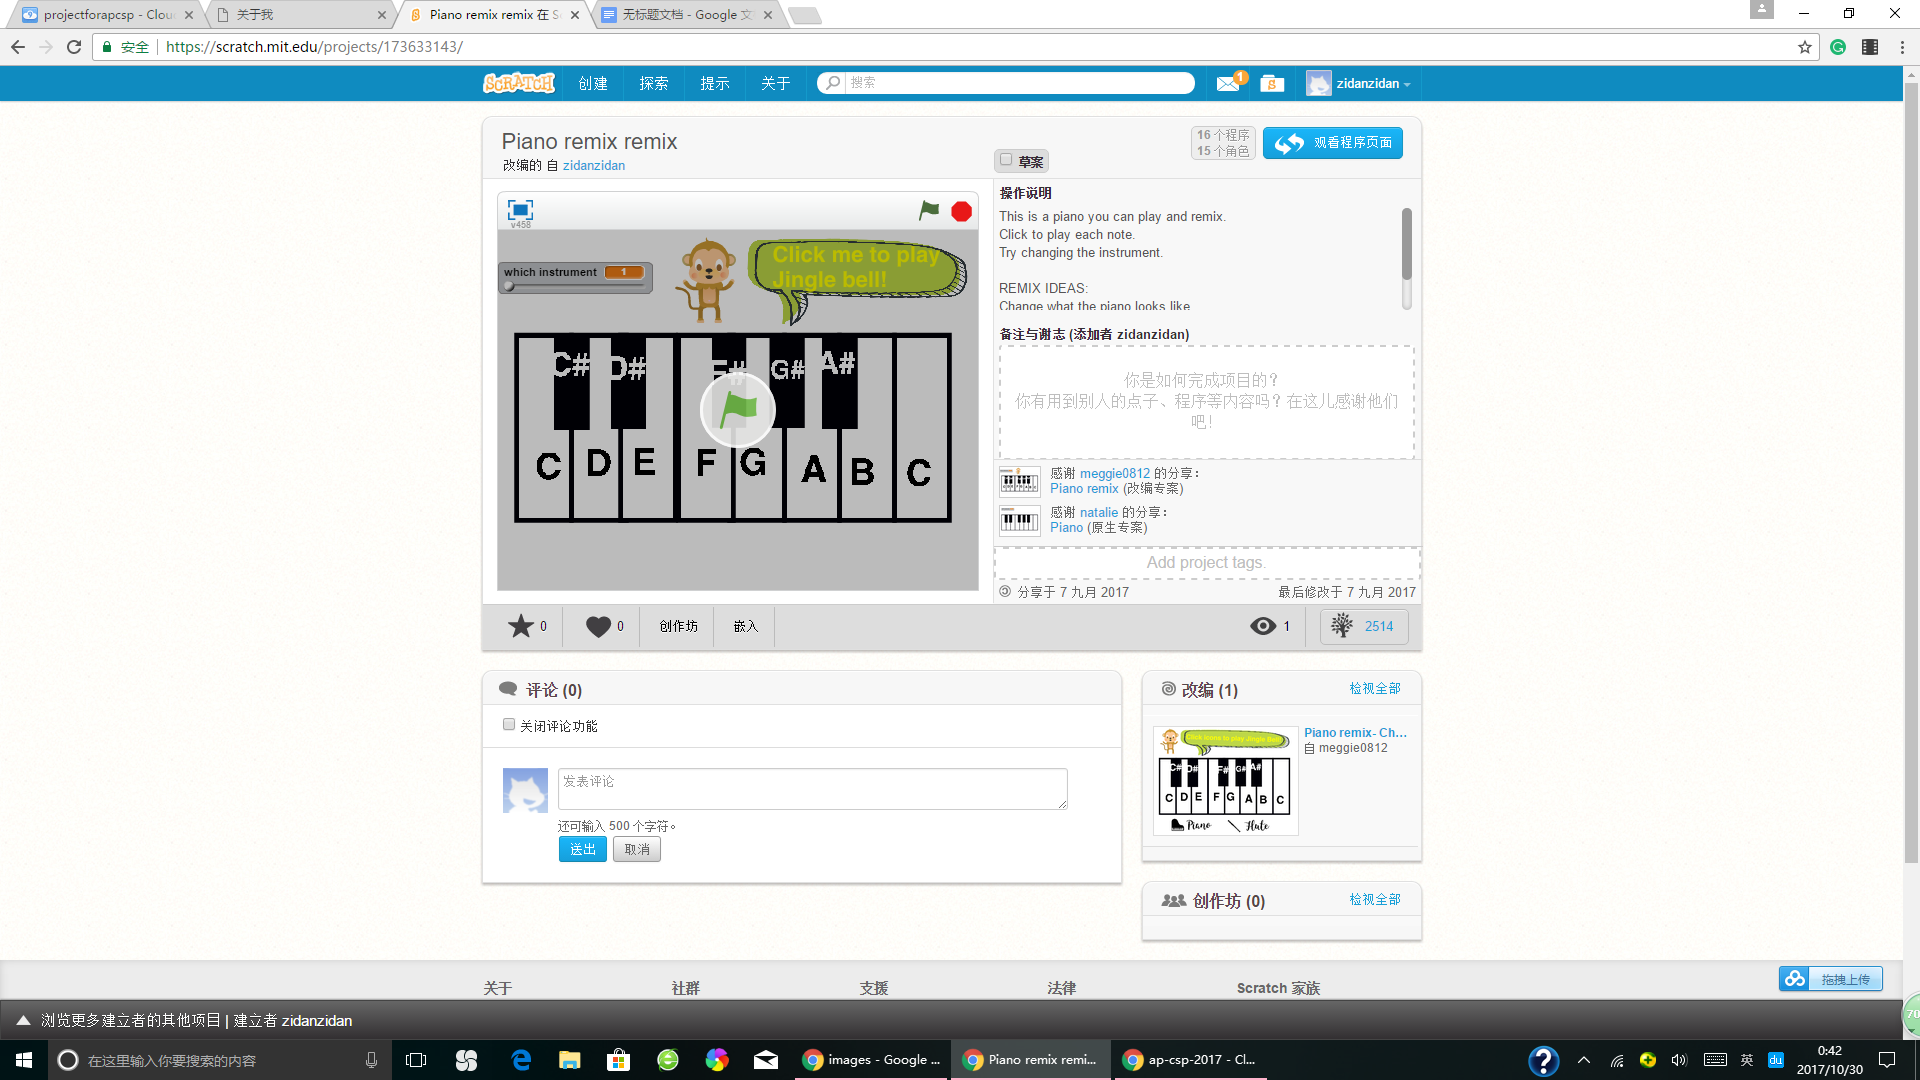 projectforapcsp - Clou
关于我
Piano remix remix 在 S
无标题文档 - Google 文
安全
https://scratch.mit.edu/projects/173633143/
SCRATCH
创建
探索
提示
关于
搜索
1
zidanzidan
Piano remix remix
改编的 自 zidanzidan
草案
16 个程序
15 个角色
观看程序页面
v458
which instrument 1
Click me to play
Jingle bell!
C# D# F# G# A#
C D E F G A B C
操作说明
This is a piano you can play and remix.
Click to play each note.
Try changing the instrument.
REMIX IDEAS:
Change what the piano looks like
备注与谢志 (添加者 zidanzidan)
你是如何完成项目的?
你有用到别人的点子、程序等内容吗? 在这儿感谢他们
吧!
感谢 meggie0812 的分享:
Piano remix (改编专案)
感谢 natalie 的分享:
Piano (原生专案)
Add project tags.
分享于 7 九月 2017
最后修改于 7 九月 2017
0
0
创作坊
嵌入
1
2514
评论 (0)
关闭评论功能
发表评论
还可输入 500 个字符。
送出
取消
改编 (1)
检视全部
Click icons to play Jingle Bell!
C# D# F# G# A#
C D E F G A B C
Piano
Flute
Piano remix- Ch...
自 meggie0812
创作坊 (0)
检视全部
关于
社群
支援
法律
Scratch 家族
拖拽上传
70
浏览更多建立者的其他项目 | 建立者 zidanzidan
在这里输入你要搜索的内容
images - Google ...
Piano remix remi...
ap-csp-2017 - Cl...
英
du
0:42
2017/10/30